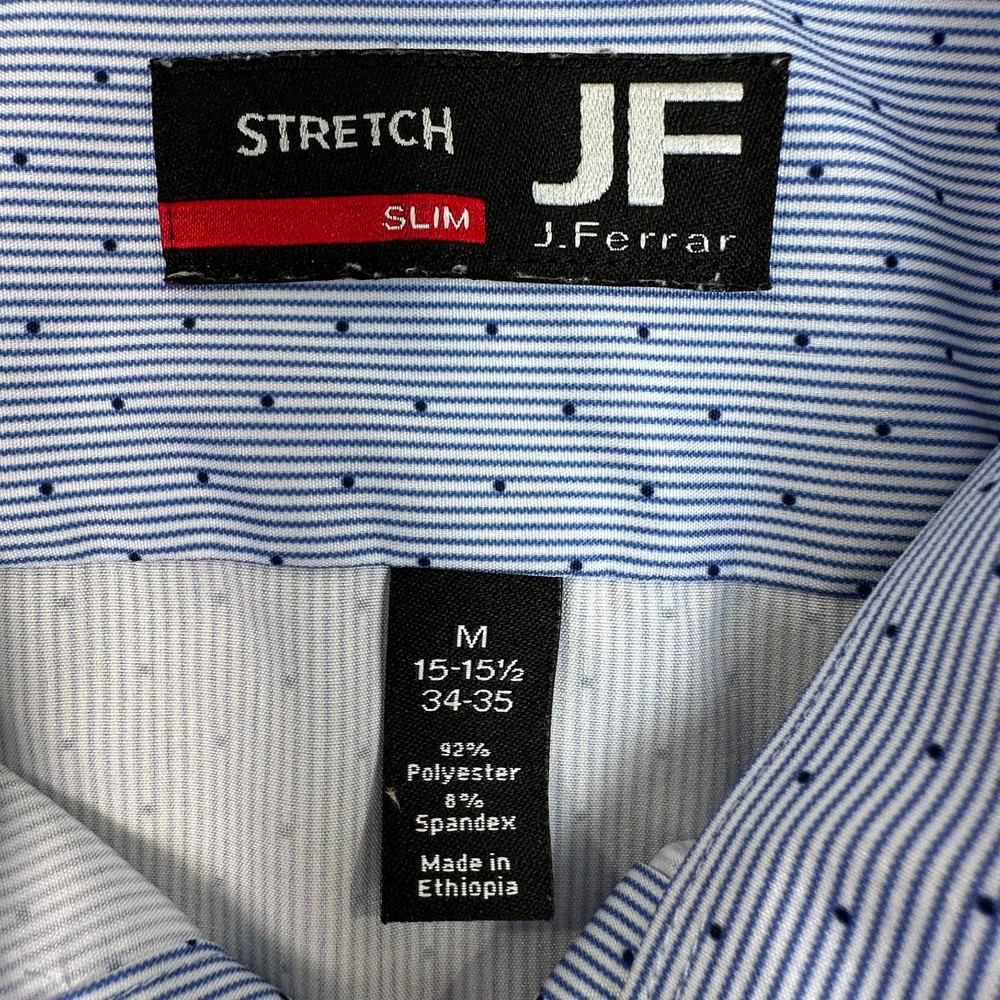 STRETCH
SLIM
JF
J.Ferrar
M
15-15½
34-35
92%
Polyester
8%
Spandex
Made in
Ethiopia